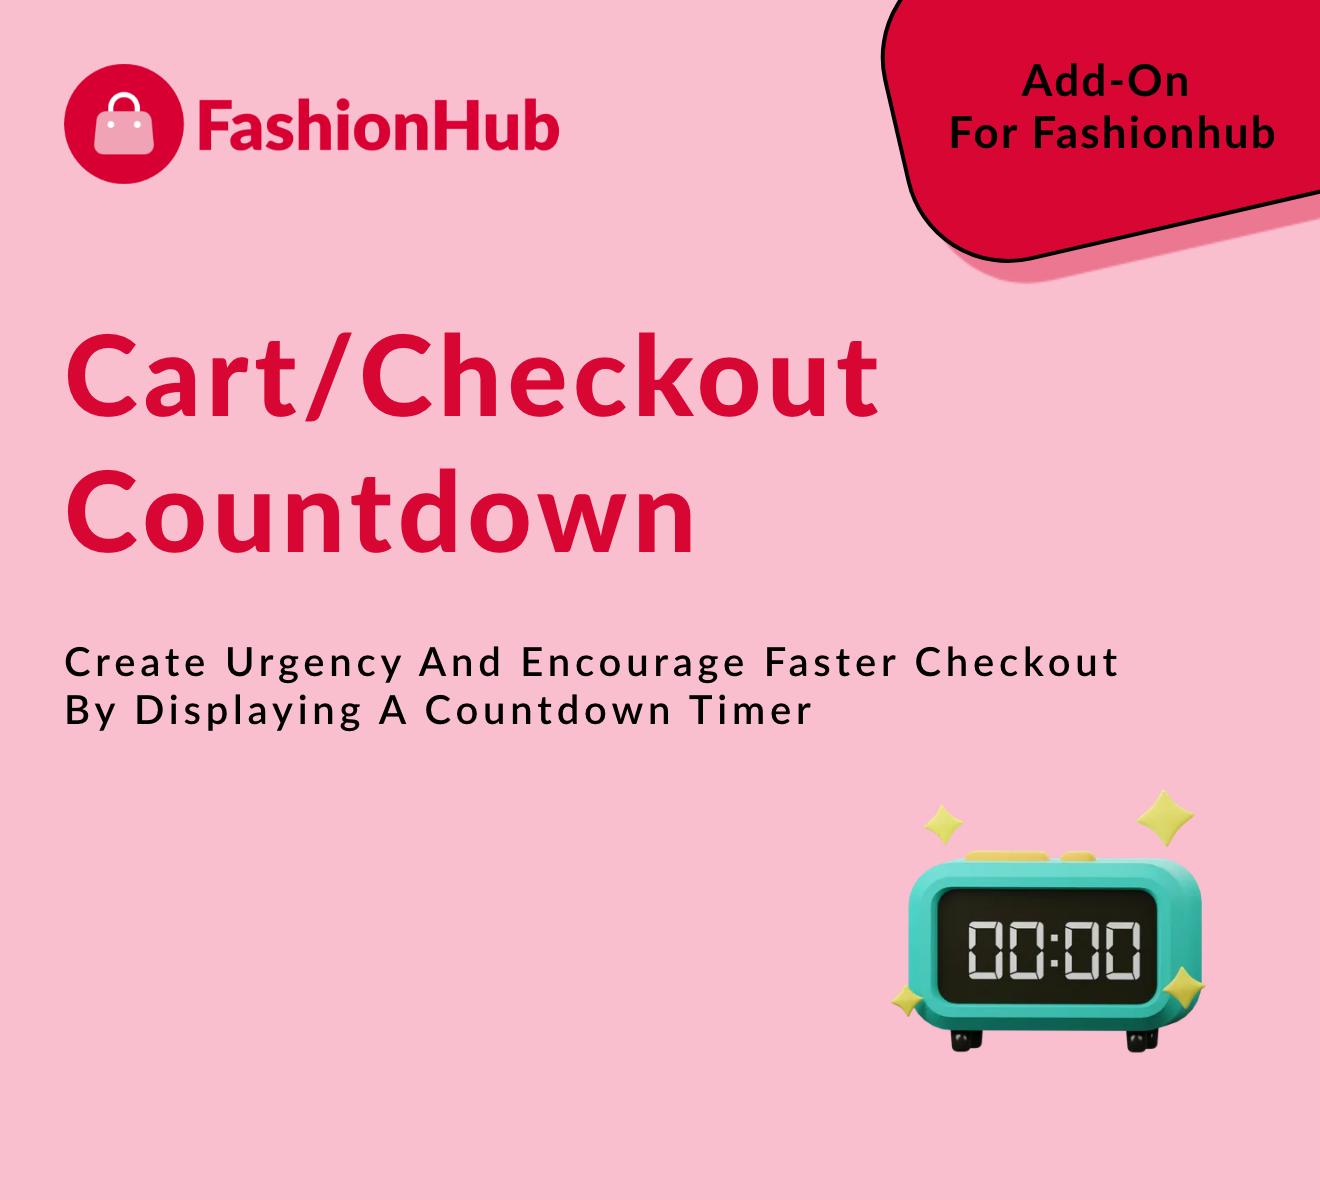 FashionHub
Add-On
For Fashionhub
Cart/Checkout
Countdown
Create Urgency And Encourage Faster Checkout
By Displaying A Countdown Timer
00:00